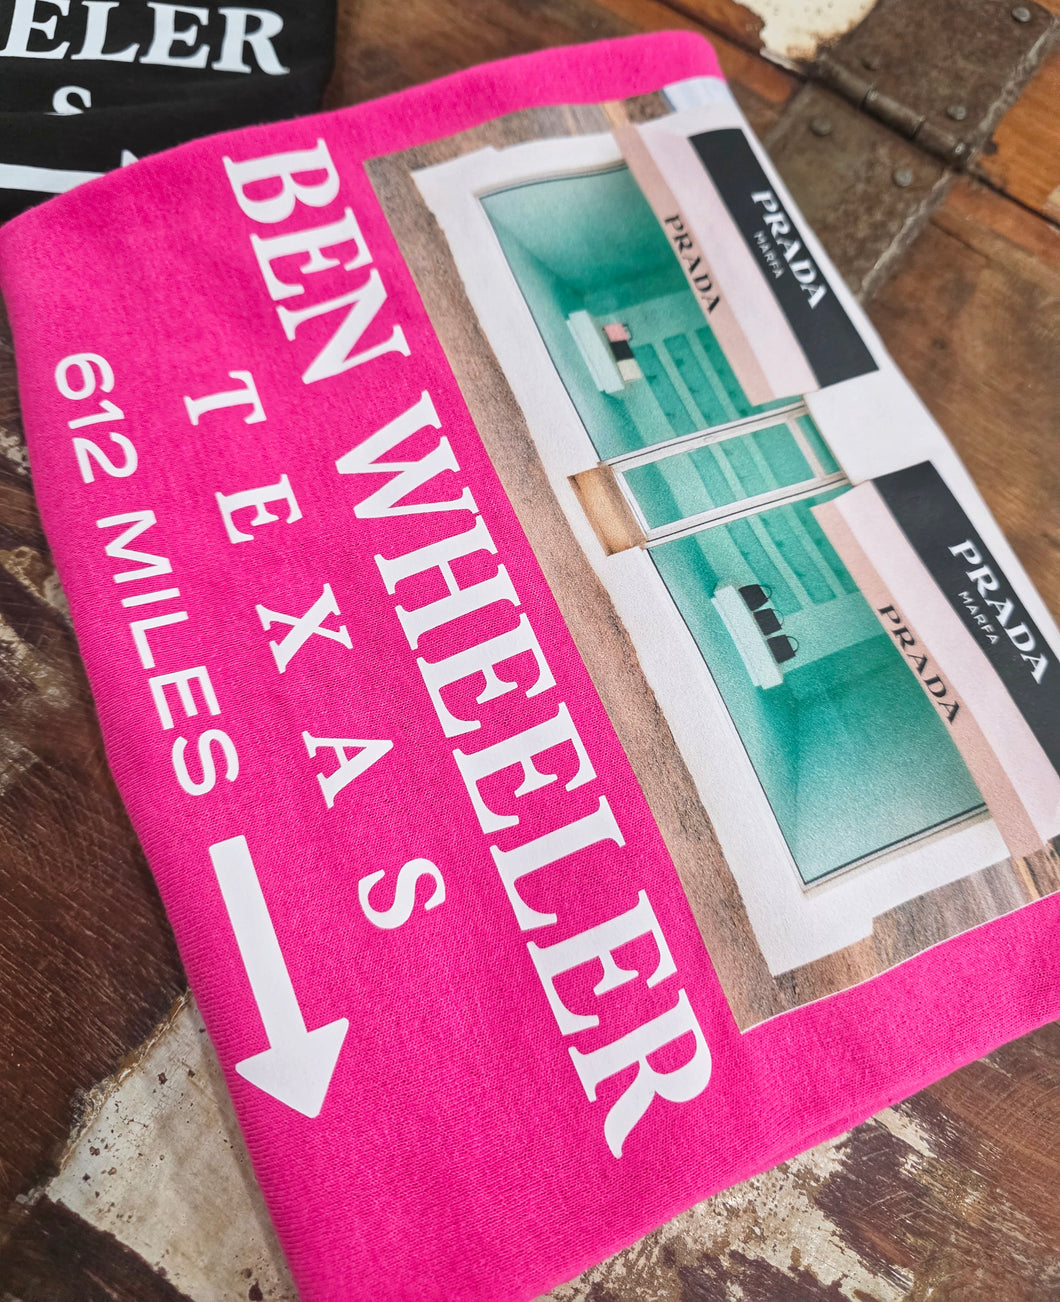 PRADA
MARFA
PRADA
MARFA
PRADA
PRADA
BEN WHEELER
TEXAS
612 MILES
ELER
S